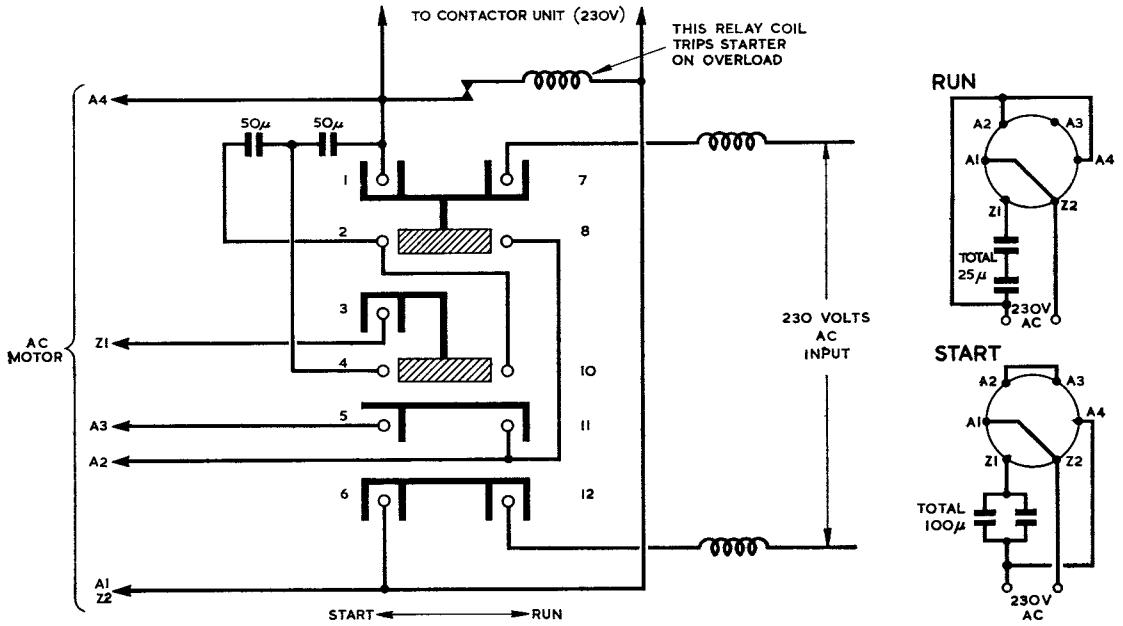 TO CONTACTOR UNIT (230V)
THIS RELAY COIL
TRIPS STARTER
ON OVERLOAD
A4
50μ
50μ
1
7
2
8
3
Z1
AC
MOTOR
4
10
5
11
A3
A2
6
12
A1
Z2
START
RUN
230 VOLTS
AC
INPUT
RUN
A2
A3
A1
A4
Z1
Z2
TOTAL
25μ
230V
AC
START
A2
A3
A1
A4
Z1
Z2
TOTAL
100μ
230V
AC